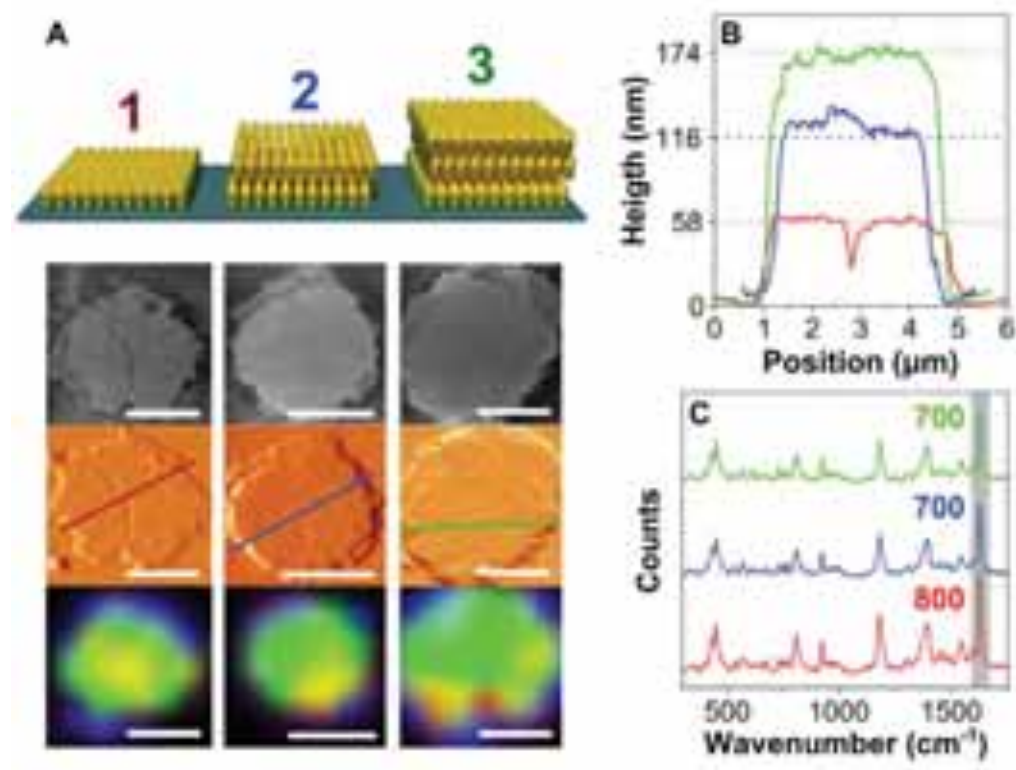 A
1 2 3
B
Heigth (nm)
174
116
58
0
0 1 2 3 4 5 6
Position (µm)
C
700
700
800
Counts
500 1000 1500
Wavenumber (cm⁻¹)